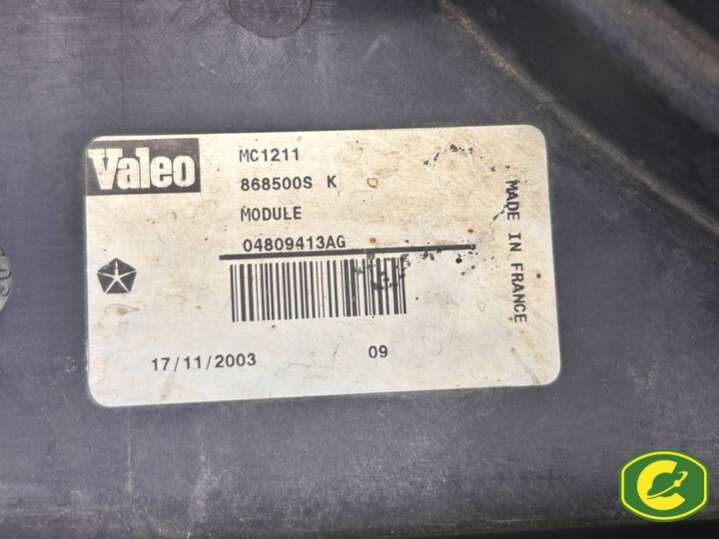 Valeo
MC1211
868500S K
MODULE
04809413AG
17/11/2003
09
MADE IN FRANCE
C